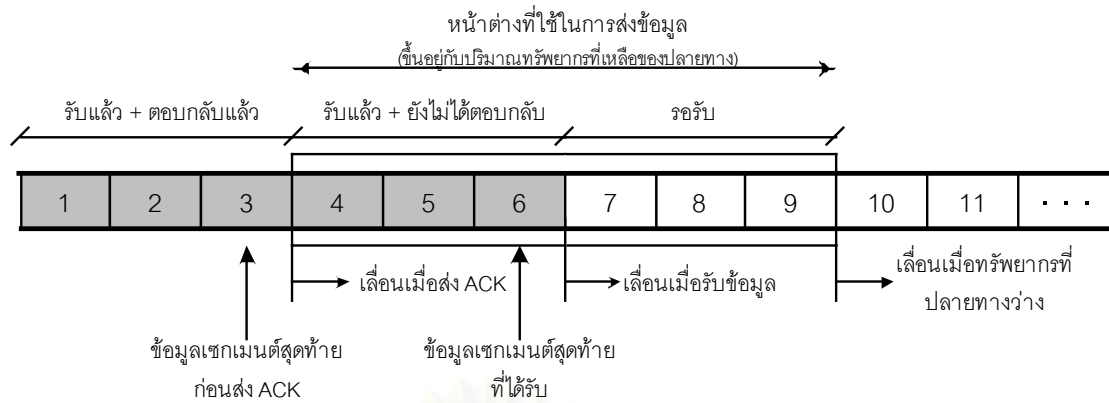 หน้าต่างที่ใช้ในการส่งข้อมูล
(ขึ้นอยู่กับปริมาณทรัพยากรที่เหลือของปลายทาง)
รับแล้ว + ตอบกลับแล้ว
รับแล้ว + ยังไม่ได้ตอบกลับ
รอรับ
1 2 3 4 5 6 7 8 9 10 11 ...
เลื่อนเมื่อส่ง ACK
เลื่อนเมื่อรับข้อมูล
เลื่อนเมื่อทรัพยากรที่
ปลายทางว่าง
ข้อมูลเซกเมนต์สุดท้าย
ก่อนส่ง ACK
ข้อมูลเซกเมนต์สุดท้าย
ที่ได้รับ